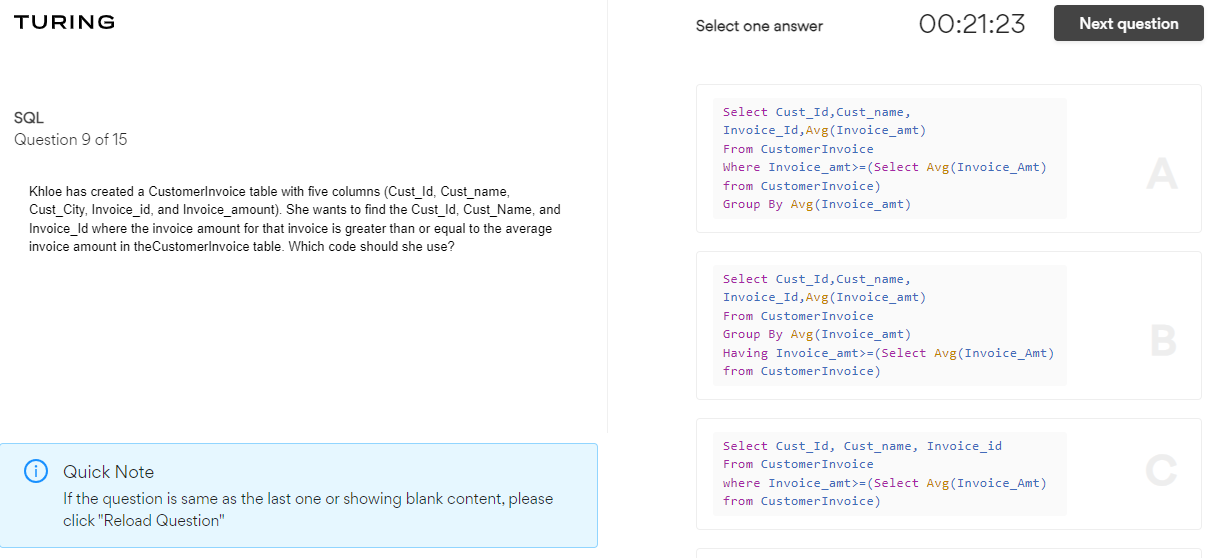 TURING
Select one answer
00:21:23
Next question
SQL
Question 9 of 15
Khloe has created a CustomerInvoice table with five columns (Cust_Id, Cust_name,
Cust_City, Invoice_id, and Invoice_amount). She wants to find the Cust_Id, Cust_Name, and
Invoice_Id where the invoice amount for that invoice is greater than or equal to the average
invoice amount in theCustomerInvoice table. Which code should she use?
Quick Note
If the question is same as the last one or showing blank content, please
click "Reload Question"
Select Cust_Id,Cust_name,
Invoice_Id,Avg(Invoice_amt)
From CustomerInvoice
Where Invoice_amt>=(Select Avg(Invoice_Amt)
from CustomerInvoice)
Group By Avg(Invoice_amt)
A
Select Cust_Id,Cust_name,
Invoice_Id,Avg(Invoice_amt)
From CustomerInvoice
Group By Avg(Invoice_amt)
Having Invoice_amt>=(Select Avg(Invoice_Amt)
from CustomerInvoice)
B
Select Cust_Id, Cust_name, Invoice_id
From CustomerInvoice
where Invoice_amt>=(Select Avg(Invoice_Amt)
from CustomerInvoice)
C